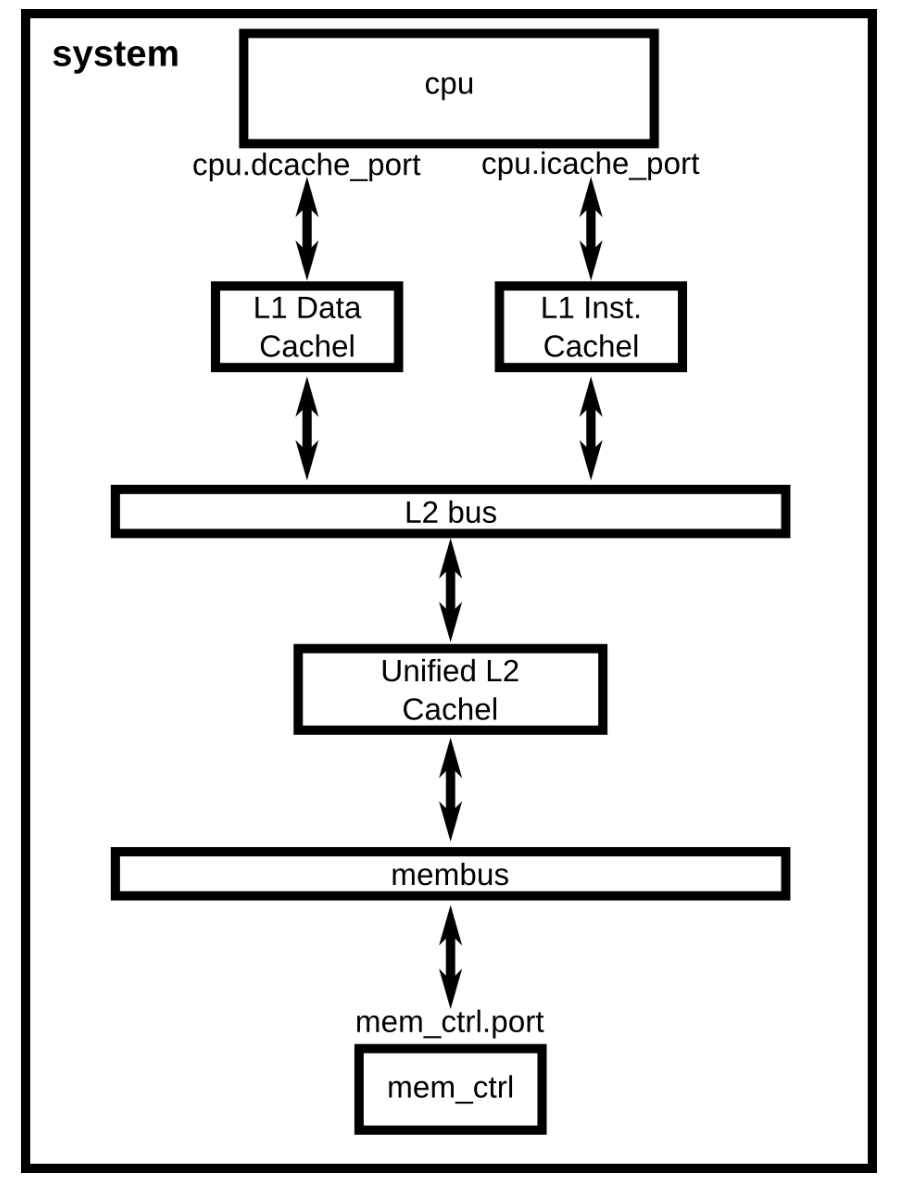 system
cpu
cpu.dcache_port
cpu.icache_port
L1 Data
Cachel
L1 Inst.
Cachel
L2 bus
Unified L2
Cachel
membus
mem_ctrl.port
mem_ctrl